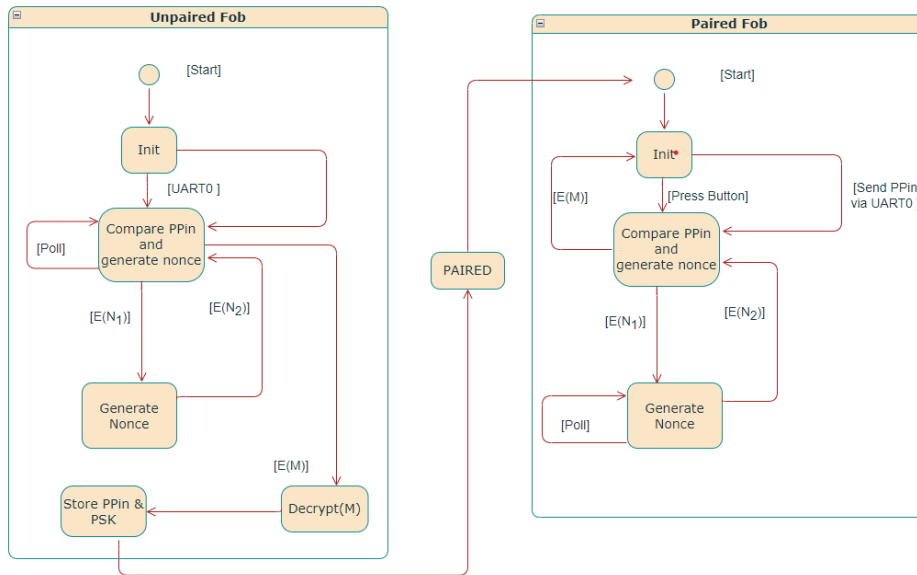 Unpaired Fob
[Start]
Init
[UART0 ]
Compare PPin
and
generate nonce
[Poll]
[E(N1)]
[E(N2)]
Generate
Nonce
[E(M)]
Store PPin &
PSK
Decrypt(M)
PAIRED
Paired Fob
[Start]
Init
[E(M)]
[Press Button]
[Send PPin
via UART0 ]
Compare PPin
and
generate nonce
[E(N1)]
[E(N2)]
[Poll]
Generate
Nonce